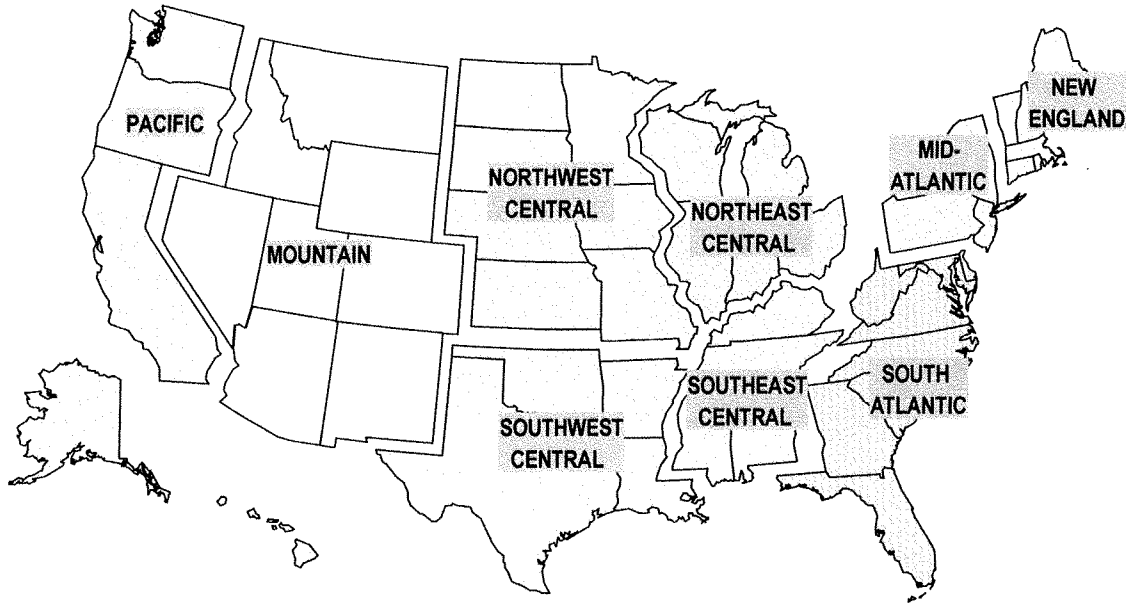 PACIFIC
MOUNTAIN
NORTHWEST
CENTRAL
SOUTHWEST
CENTRAL
NORTHEAST
CENTRAL
SOUTHEAST
CENTRAL
MID-
ATLANTIC
SOUTH
ATLANTIC
NEW
ENGLAND